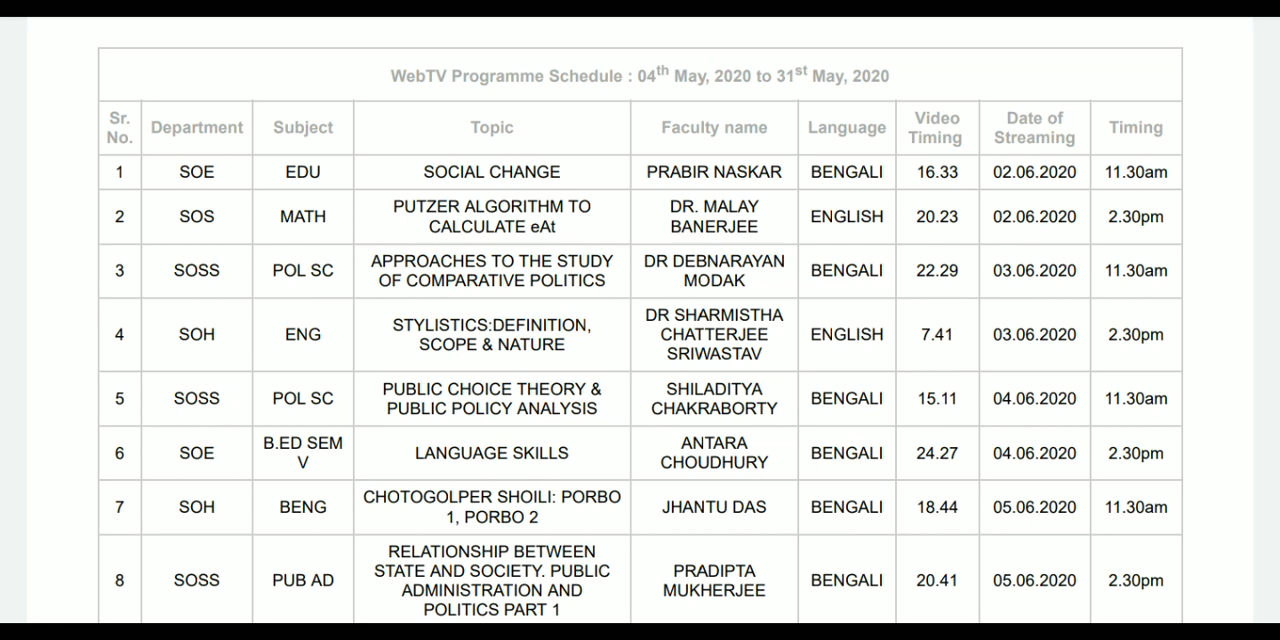 WebTV Programme Schedule : 04th May, 2020 to 31st May, 2020
Sr. No. Department Subject Topic Faculty name Language Video Timing Date of Streaming Timing
1 SOE EDU SOCIAL CHANGE PRABIR NASKAR BENGALI 16.33 02.06.2020 11.30am
2 SOS MATH PUTZER ALGORITHM TO CALCULATE eAt DR. MALAY BANERJEE ENGLISH 20.23 02.06.2020 2.30pm
3 SOSS POL SC APPROACHES TO THE STUDY OF COMPARATIVE POLITICS DR DEBNARAYAN MODAK BENGALI 22.29 03.06.2020 11.30am
4 SOH ENG STYLISTICS:DEFINITION, SCOPE & NATURE DR SHARMISTHA CHATTERJEE SRIWASTAV ENGLISH 7.41 03.06.2020 2.30pm
5 SOSS POL SC PUBLIC CHOICE THEORY & PUBLIC POLICY ANALYSIS SHILADITYA CHAKRABORTY BENGALI 15.11 04.06.2020 11.30am
6 SOE B.ED SEM V LANGUAGE SKILLS ANTARA CHOUDHURY BENGALI 24.27 04.06.2020 2.30pm
7 SOH BENG CHOTOGOLPER SHOILI: PORBO 1, PORBO 2 JHANTU DAS BENGALI 18.44 05.06.2020 11.30am
8 SOSS PUB AD RELATIONSHIP BETWEEN STATE AND SOCIETY. PUBLIC ADMINISTRATION AND POLITICS PART 1 PRADIPTA MUKHERJEE BENGALI 20.41 05.06.2020 2.30pm